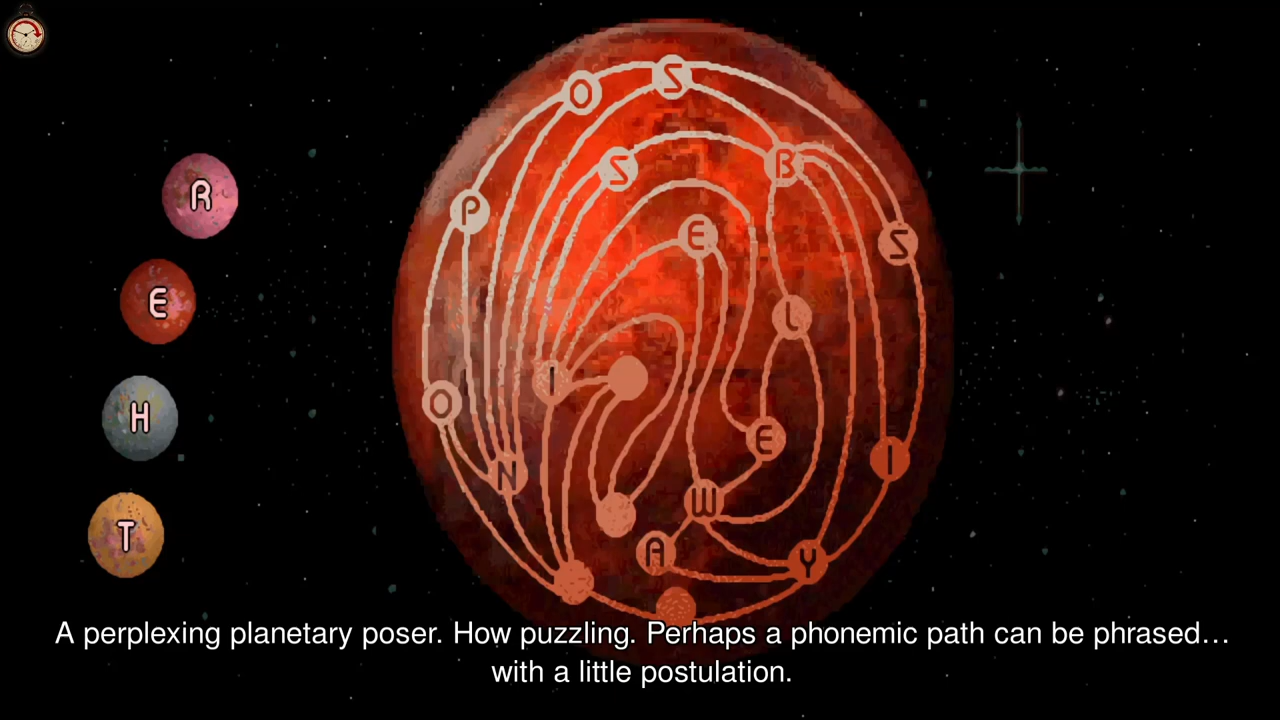 O
S
S
B
P
R
E
S
E
L
I
O
H
E
I
N
W
T
A
Y
A perplexing planetary poser. How puzzling. Perhaps a phonemic path can be phrased…
with a little postulation.